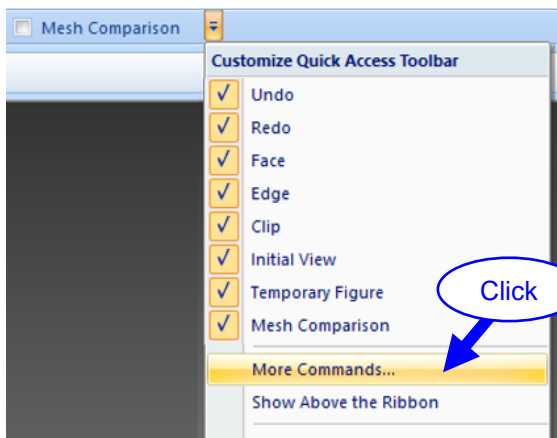 Mesh Comparison
Customize Quick Access Toolbar
Undo
Redo
Face
Edge
Clip
Initial View
Temporary Figure
Click
Mesh Comparison
More Commands...
Show Above the Ribbon